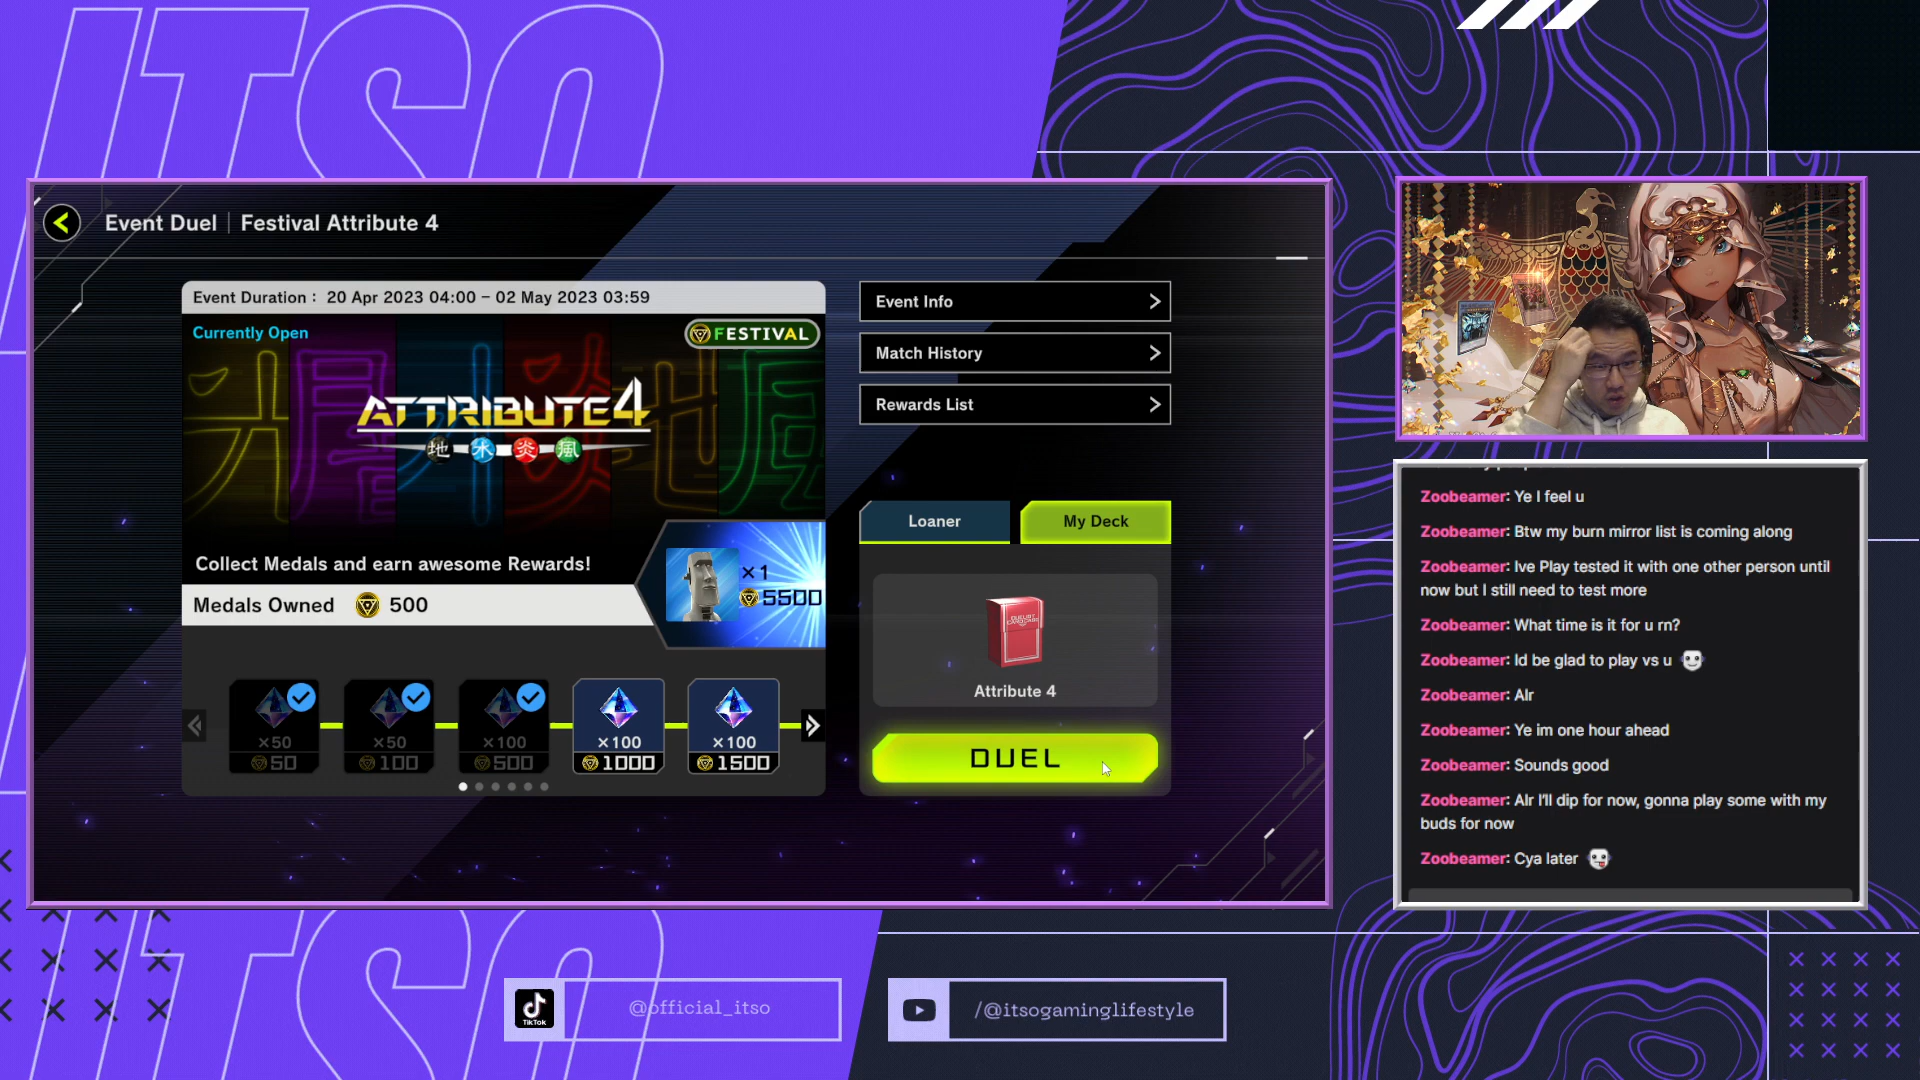 ITSO
Event Duel | Festival Attribute 4
Event Duration : 20 Apr 2023 04:00 – 02 May 2023 03:59
Currently Open
FESTIVAL
ATTRIBUTE 4
地 水 炎 風
Collect Medals and earn awesome Rewards!
Medals Owned 500
×1
5500
×50
50
×50
100
×100
500
×100
1000
×100
1500
Event Info
Match History
Rewards List
Loaner
My Deck
Attribute 4
DUEL
Zoobeamer: Ye I feel u
Zoobeamer: Btw my burn mirror list is coming along
Zoobeamer: Ive Play tested it with one other person until
now but I still need to test more
Zoobeamer: What time is it for u rn?
Zoobeamer: Id be glad to play vs u
Zoobeamer: Alr
Zoobeamer: Ye im one hour ahead
Zoobeamer: Sounds good
Zoobeamer: Alr I'll dip for now, gonna play some with my
buds for now
Zoobeamer: Cya later
ITSO
TikTok
@official_itso
/@itsogaminglifestyle